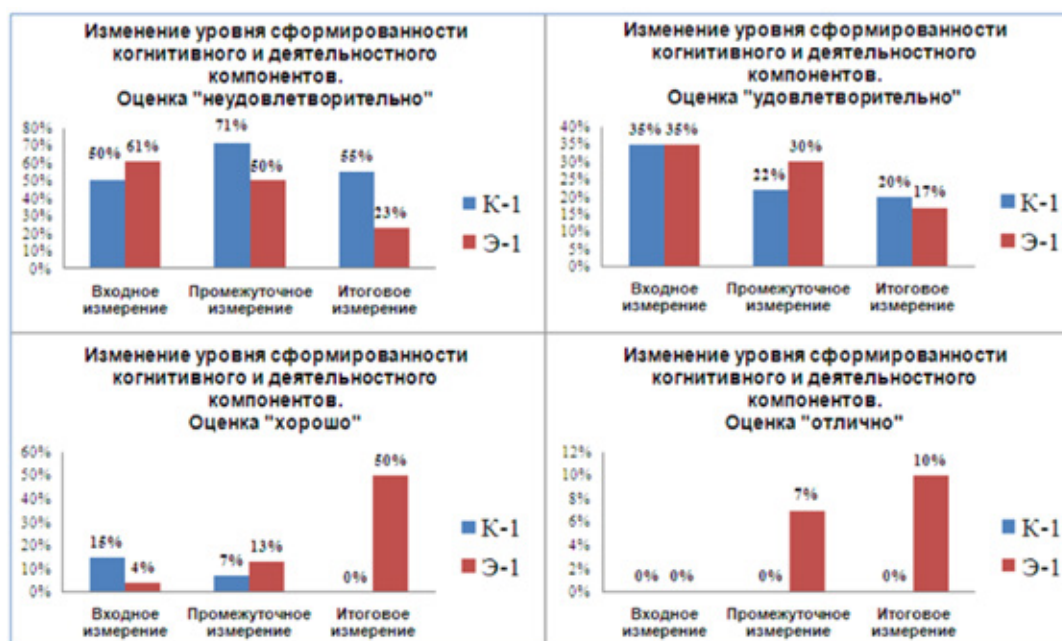 Изменение уровня сформированности
когнитивного и деятельностного
компонентов.
Оценка "неудовлетворительно"
80%
70%
60%
50%
40%
30%
20%
10%
0%
50%
61%
71%
50%
55%
23%
Входное
измерение
Промежуточное
измерение
Итоговое
измерение
К-1
Э-1
Изменение уровня сформированности
когнитивного и деятельностного
компонентов.
Оценка "удовлетворительно"
40%
35%
30%
25%
20%
15%
10%
5%
0%
35%
35%
22%
30%
20%
17%
Входное
измерение
Промежуточное
измерение
Итоговое
измерение
К-1
Э-1
Изменение уровня сформированности
когнитивного и деятельностного
компонентов.
Оценка "хорошо"
60%
50%
40%
30%
20%
10%
0%
15%
4%
7%
13%
0%
50%
Входное
измерение
Промежуточное
измерение
Итоговое
измерение
К-1
Э-1
Изменение уровня сформированности
когнитивного и деятельностного
компонентов.
Оценка "отлично"
12%
10%
8%
6%
4%
2%
0%
0%
0%
0%
7%
0%
10%
Входное
измерение
Промежуточное
измерение
Итоговое
измерение
К-1
Э-1